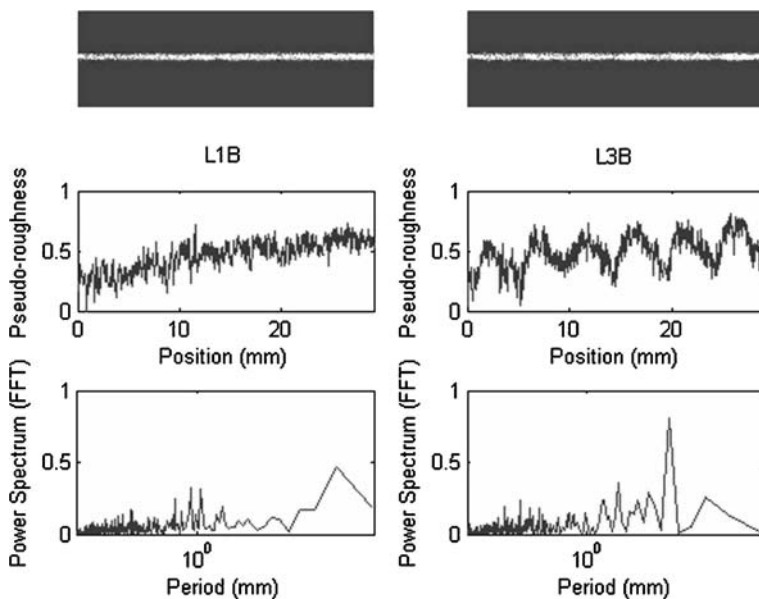 L1B L3B
Pseudo-roughness
1
0.5
0
0 10 20
Position (mm)
Pseudo-roughness
1
0.5
0
0 10 20
Position (mm)
Power Spectrum (FFT)
1
0.5
0
10^0
Period (mm)
Power Spectrum (FFT)
1
0.5
0
10^0
Period (mm)